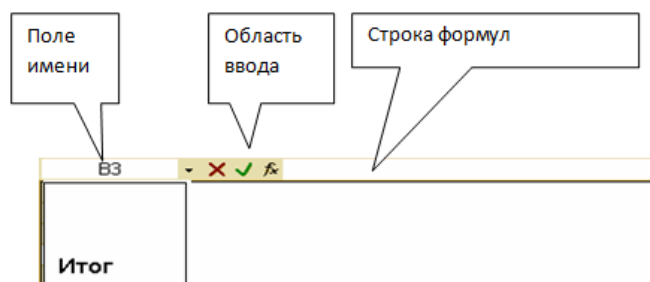 Поле
имени
Область
ввода
Строка формул
B3
fx
Итог